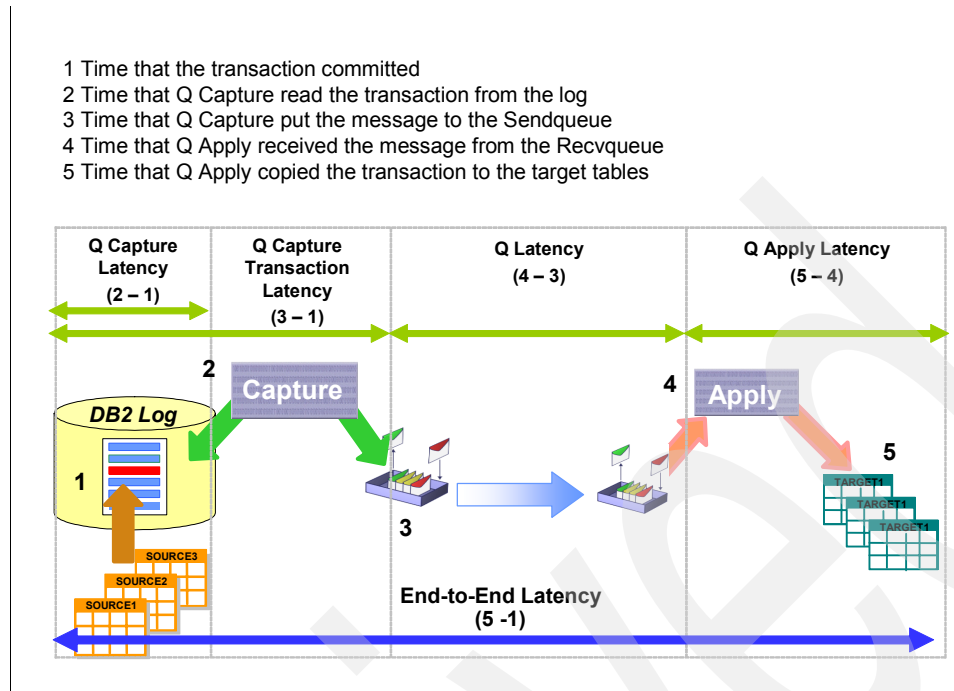 1 Time that the transaction committed
2 Time that Q Capture read the transaction from the log
3 Time that Q Capture put the message to the Sendqueue
4 Time that Q Apply received the message from the Recvqueue
5 Time that Q Apply copied the transaction to the target tables
Q Capture
Latency
(2 – 1)
Q Capture
Transaction
Latency
(3 – 1)
Q Latency
(4 – 3)
Q Apply Latency
(5 – 4)
2
Capture
4
Apply
DB2 Log
1
3
5
TARGET1
TARGET1
TARGET1
SOURCE3
SOURCE2
SOURCE1
End-to-End Latency
(5 -1)